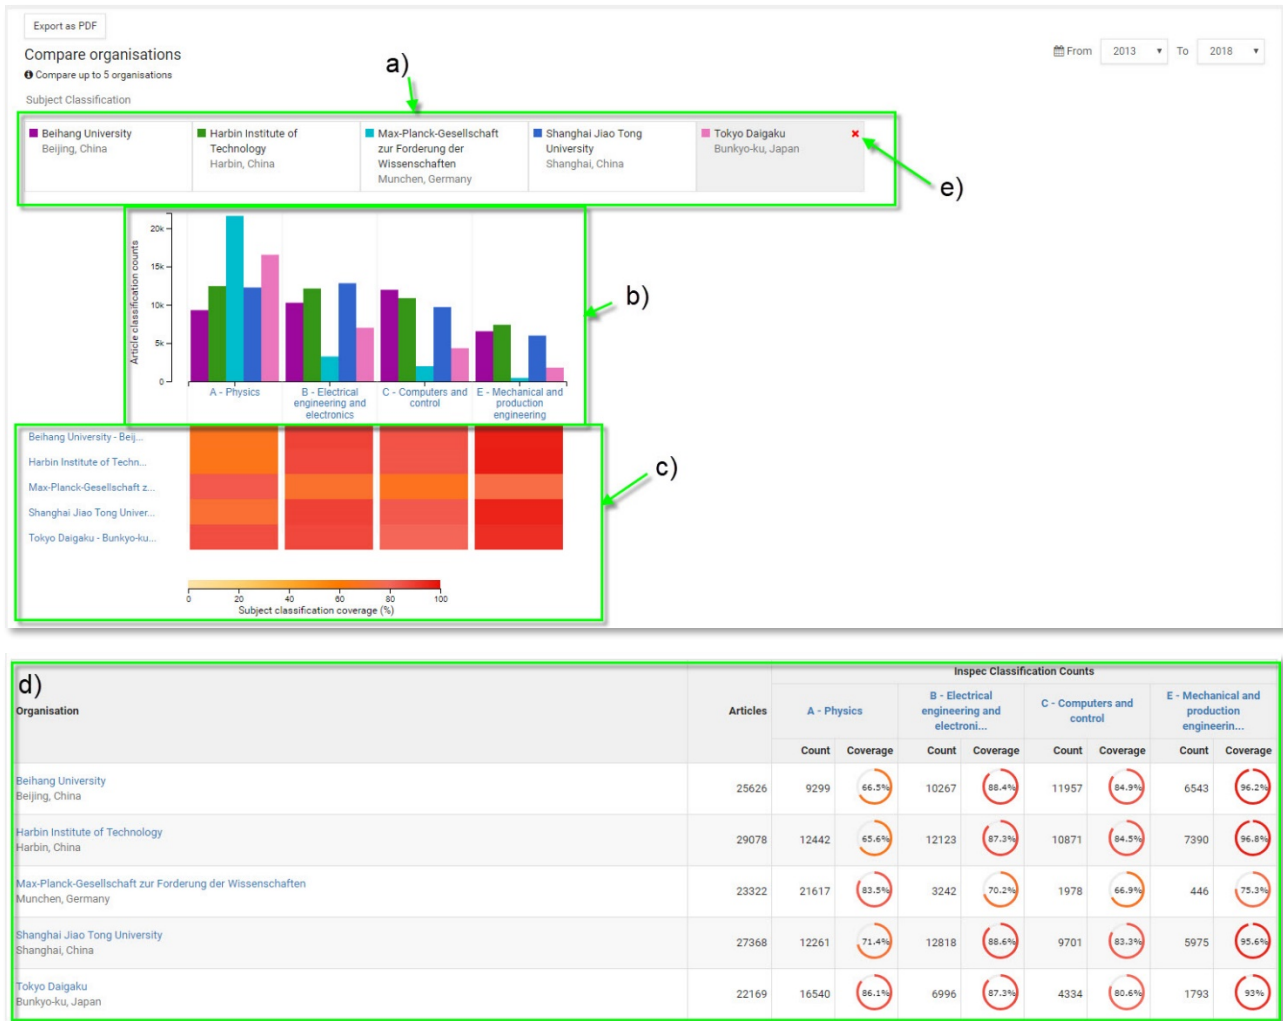 Export as PDF
Compare organisations
Compare up to 5 organisations
From 2013 To 2018
a)
Subject Classification
Beihang University
Beijing, China
Harbin Institute of
Technology
Harbin, China
Max-Planck-Gesellschaft
zur Forderung der
Wissenschaften
Munchen, Germany
Shanghai Jiao Tong
University
Shanghai, China
Tokyo Daigaku
Bunkyo-ku, Japan
e)
Article classification counts
20k
15k
10k
5k
0
b)
A - Physics
B - Electrical
engineering and
electronics
C - Computers and
control
E - Mechanical and
production
engineering
Beihang University - Beij...
Harbin Institute of Techn...
Max-Planck-Gesellschaft z...
Shanghai Jiao Tong Univer...
Tokyo Daigaku - Bunkyo-ku...
c)
0 20 40 60 80 100
Subject classification coverage (%)
d)
Organisation
Articles
Inspec Classification Counts
A - Physics
B - Electrical
engineering and
electroni...
C - Computers and
control
E - Mechanical and
production
engineerin...
Count Coverage Count Coverage Count Coverage Count Coverage
Beihang University
Beijing, China
25626 9299 66.5% 10267 88.4% 11957 84.9% 6543 96.2%
Harbin Institute of Technology
Harbin, China
29078 12442 65.6% 12123 87.3% 10871 84.5% 7390 96.8%
Max-Planck-Gesellschaft zur Forderung der Wissenschaften
Munchen, Germany
23322 21617 83.5% 3242 70.2% 1978 66.9% 446 75.3%
Shanghai Jiao Tong University
Shanghai, China
27368 12261 71.4% 12818 88.6% 9701 83.3% 5975 95.6%
Tokyo Daigaku
Bunkyo-ku, Japan
22169 16540 86.1% 6996 87.3% 4334 80.6% 1793 93%